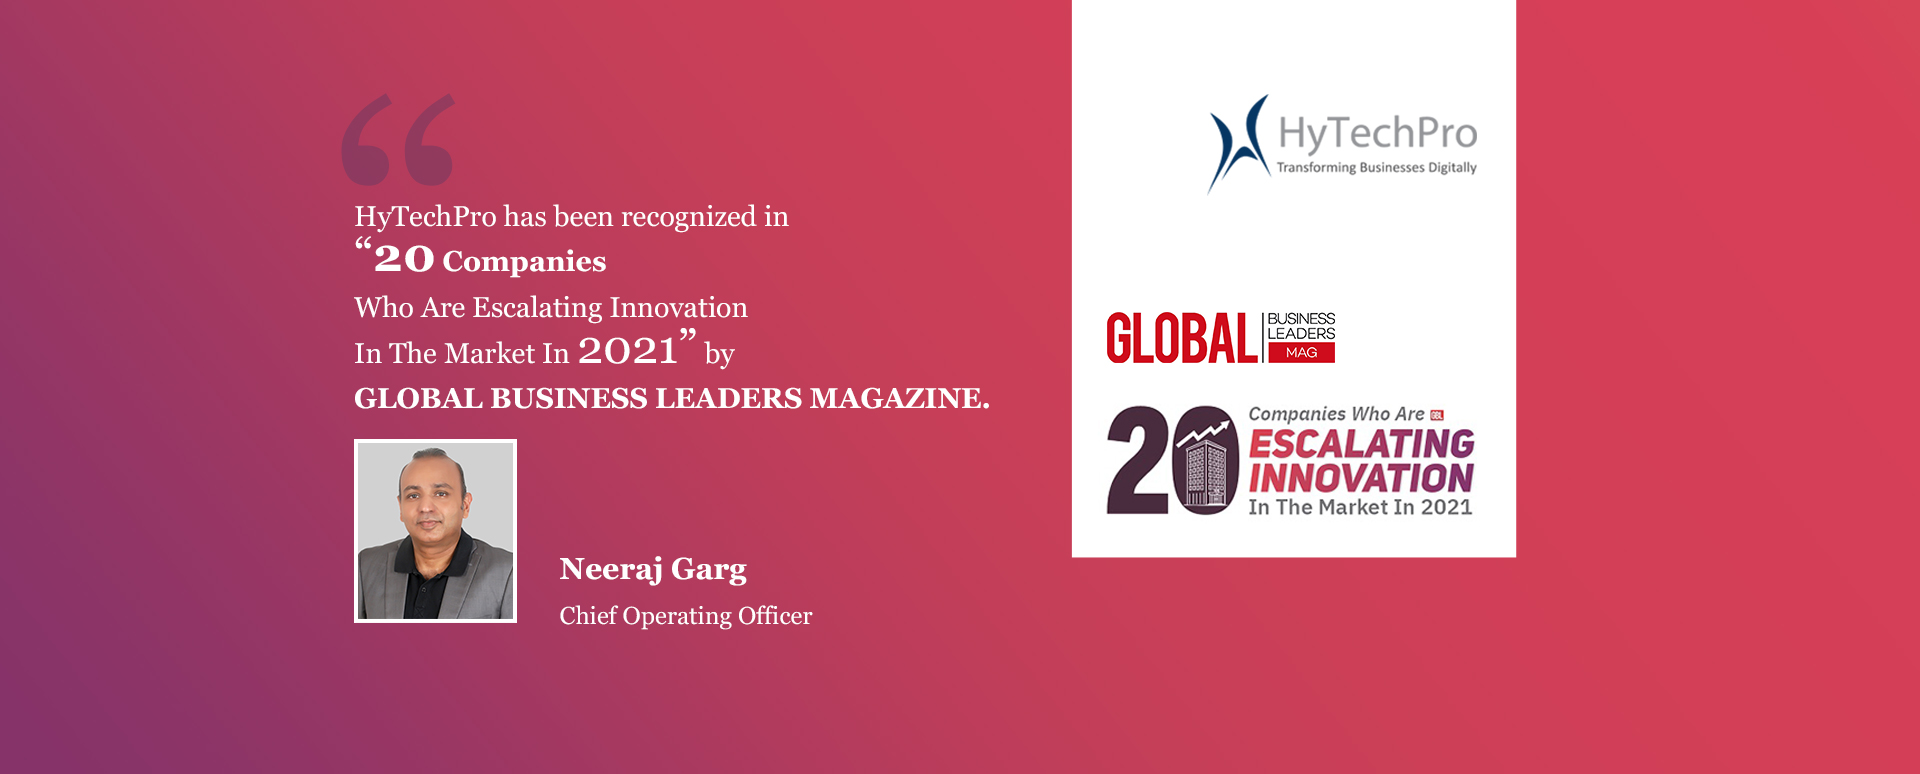 HyTechPro has been recognized in
“20 Companies
Who Are Escalating Innovation
In The Market In 2021” by
GLOBAL BUSINESS LEADERS MAGAZINE.
Neeraj Garg
Chief Operating Officer
HyTechPro
Transforming Businesses Digitally
GLOBAL
BUSINESS
LEADERS
MAG
20
Companies Who Are GBL
ESCALATING
INNOVATION
In The Market In 2021